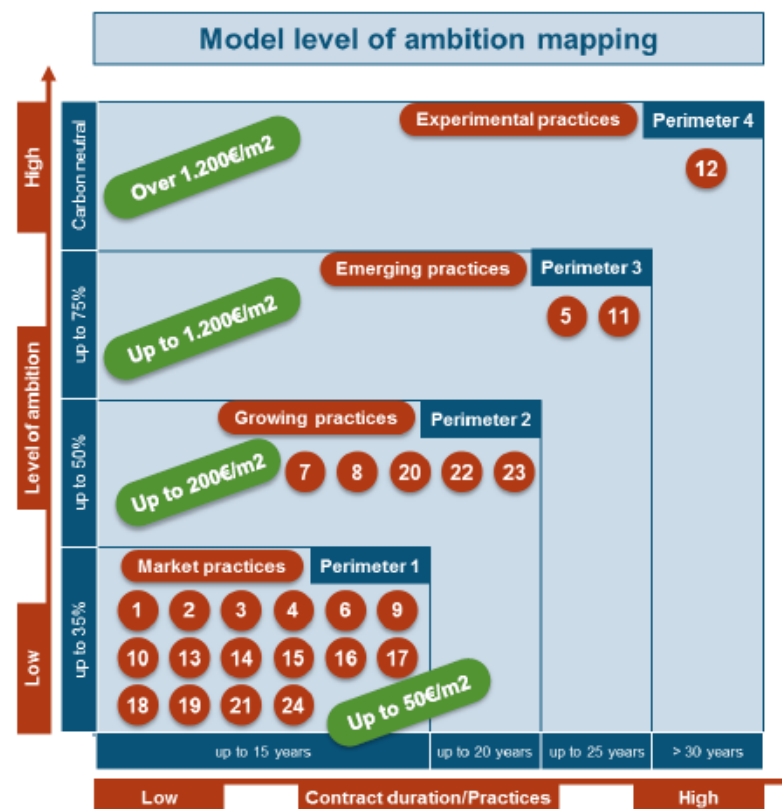 Model level of ambition mapping
High
Level of ambition
Low
Carbon neutral
up to 75%
up to 50%
up to 35%
Experimental practices
Perimeter 4
Over 1.200€/m2
12
Emerging practices
Perimeter 3
Up to 1.200€/m2
5 11
Growing practices
Perimeter 2
Up to 200€/m2
7 8 20 22 23
Market practices
Perimeter 1
1 2 3 4 6 9
10 13 14 15 16 17
18 19 21 24
Up to 50€/m2
up to 15 years
up to 20 years
up to 25 years
> 30 years
Low
Contract duration/Practices
High